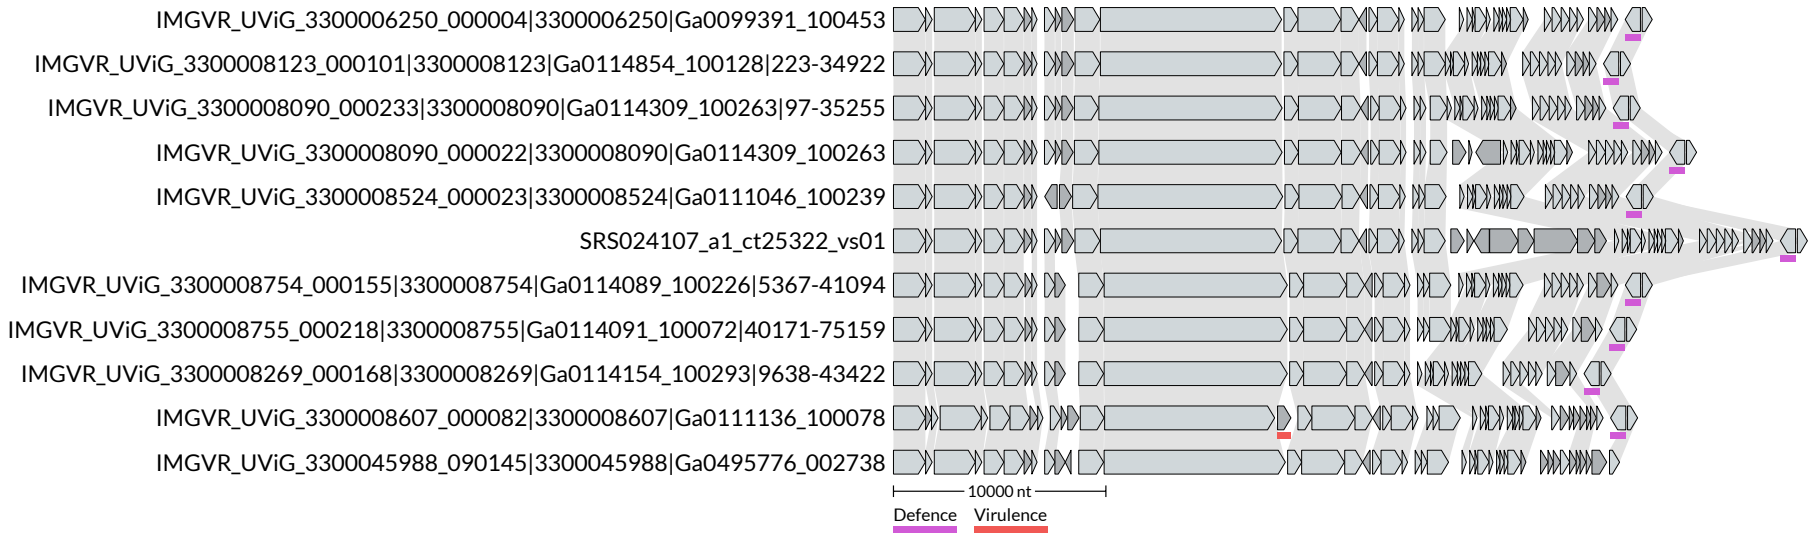 IMGVR_UViG_3300006250_000004|3300006250|Ga0099391_100453
IMGVR_UViG_3300008123_000101|3300008123|Ga0114854_100128|223-34922
IMGVR_UViG_3300008090_000233|3300008090|Ga0114309_100263|97-35255
IMGVR_UViG_3300008090_000022|3300008090|Ga0114309_100263
IMGVR_UViG_3300008524_000023|3300008524|Ga0111046_100239
SRS024107_a1_ct25322_vs01
IMGVR_UViG_3300008754_000155|3300008754|Ga0114089_100226|5367-41094
IMGVR_UViG_3300008755_000218|3300008755|Ga0114091_100072|40171-75159
IMGVR_UViG_3300008269_000168|3300008269|Ga0114154_100293|9638-43422
IMGVR_UViG_3300008607_000082|3300008607|Ga0111136_100078
IMGVR_UViG_3300045988_090145|3300045988|Ga0495776_002738
10000 nt
Defence Virulence